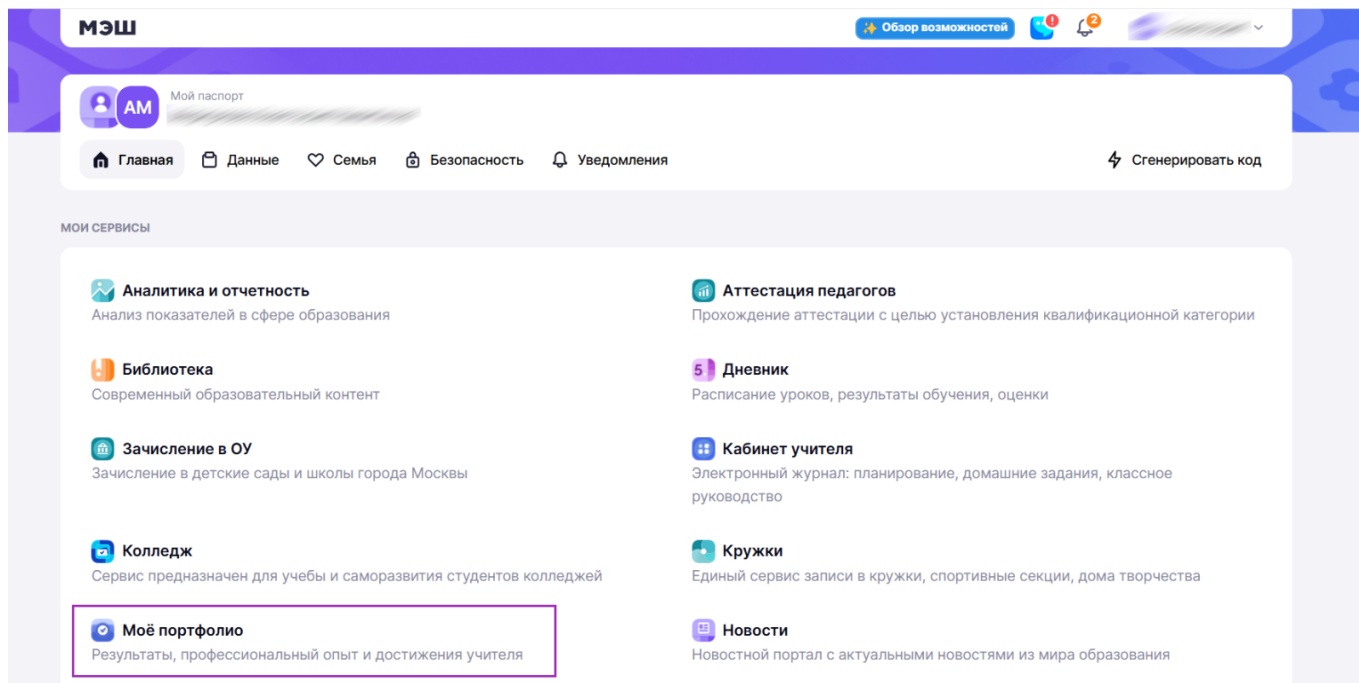 МЭШ
✨ Обзор возможностей
!
2
АМ
Мой паспорт
Главная
Данные
Семья
Безопасность
Уведомления
Сгенерировать код
МОИ СЕРВИСЫ
Аналитика и отчетность
Анализ показателей в сфере образования
Аттестация педагогов
Прохождение аттестации с целью установления квалификационной категории
Библиотека
Современный образовательный контент
5
Дневник
Расписание уроков, результаты обучения, оценки
Зачисление в ОУ
Зачисление в детские сады и школы города Москвы
Кабинет учителя
Электронный журнал: планирование, домашние задания, классное
руководство
Колледж
Сервис предназначен для учебы и саморазвития студентов колледжей
Кружки
Единый сервис записи в кружки, спортивные секции, дома творчества
Моё портфолио
Результаты, профессиональный опыт и достижения учителя
Новости
Новостной портал с актуальными новостями из мира образования